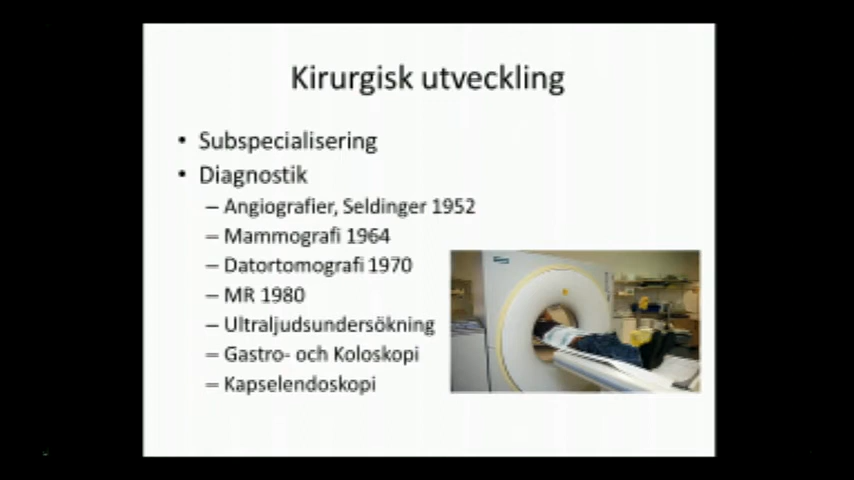 Kirurgisk utveckling
• Subspecialisering
• Diagnostik
– Angiografier, Seldinger 1952
– Mammografi 1964
– Datortomografi 1970
– MR 1980
– Ultraljudsundersökning
– Gastro- och Koloskopi
– Kapselendoskopi